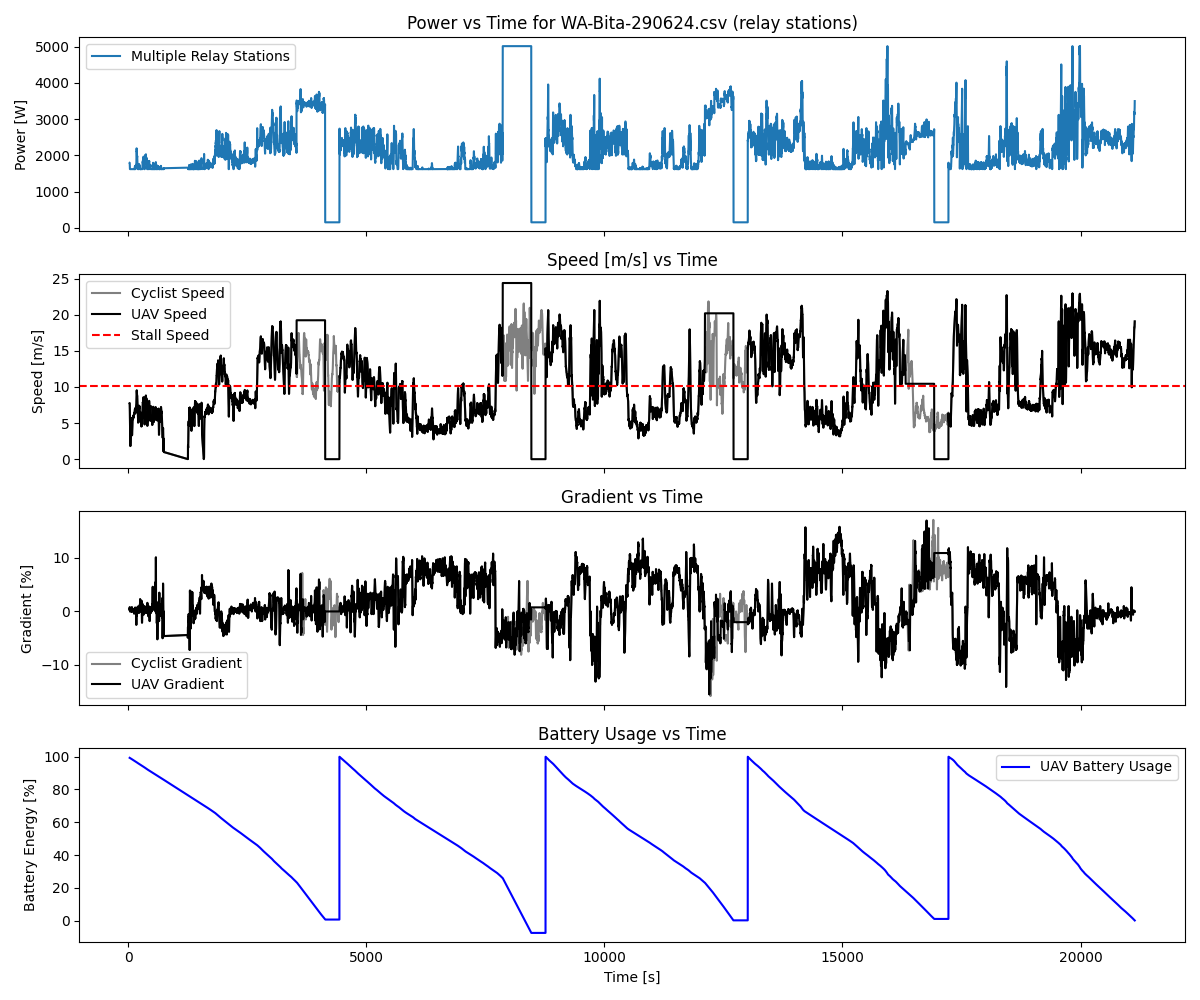 Power vs Time for WA-Bita-290624.csv (relay stations)
Power [W]
5000
4000
3000
2000
1000
0
Multiple Relay Stations
Speed [m/s] vs Time
Speed [m/s]
25
20
15
10
5
0
Cyclist Speed
UAV Speed
Stall Speed
Gradient vs Time
Gradient [%]
10
0
−10
Cyclist Gradient
UAV Gradient
Battery Usage vs Time
Battery Energy [%]
100
80
60
40
20
0
UAV Battery Usage
0 5000 10000 15000 20000
Time [s]